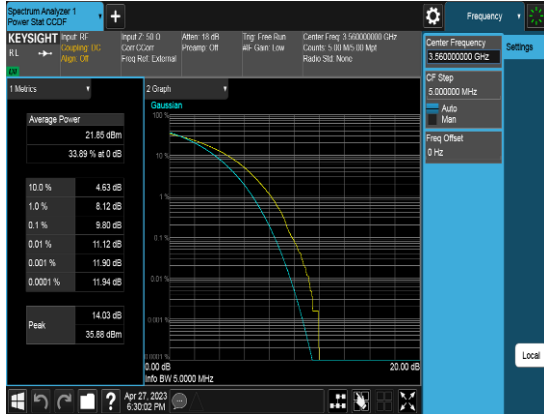 Spectrum Analyzer 1
Power Stat CCDF
Frequency
KEYSIGHT
RL
Input: RF
Coupling: DC
Align: Off
Input Z: 50 Ω
Corr CCorr
Freq Ref: External
Atten: 18 dB
Preamp: Off
Trig: Free Run
#IF Gain: Low
Center Freq: 3.560000000 GHz
Counts: 5.00 M/5.00 Mpt
Radio Std: None
Center Frequency
3.560000000 GHz
Settings
CF Step
5.000000 MHz
Auto
Man
Freq Offset
0 Hz
1 Metrics
2 Graph
Average Power
21.85 dBm
33.89 % at 0 dB
10.0 % 4.63 dB
1.0 % 8.12 dB
0.1 % 9.80 dB
0.01 % 11.12 dB
0.001 % 11.90 dB
0.0001 % 11.94 dB
Peak
14.03 dB
35.88 dBm
Gaussian
100 %
10 %
1 %
0.1 %
0.01 %
0.001 %
0.0001 %
0.00 dB
20.00 dB
Info BW 5.0000 MHz
Local
?
Apr 27, 2023
6:30:02 PM